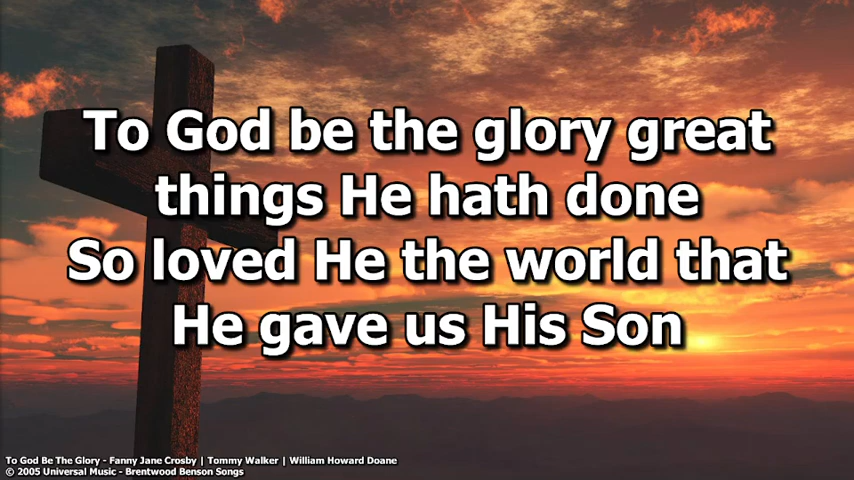 To God be the glory great
things He hath done
So loved He the world that
He gave us His Son
To God Be The Glory - Fanny Jane Crosby | Tommy Walker | William Howard Doane
© 2005 Universal Music - Brentwood Benson Songs